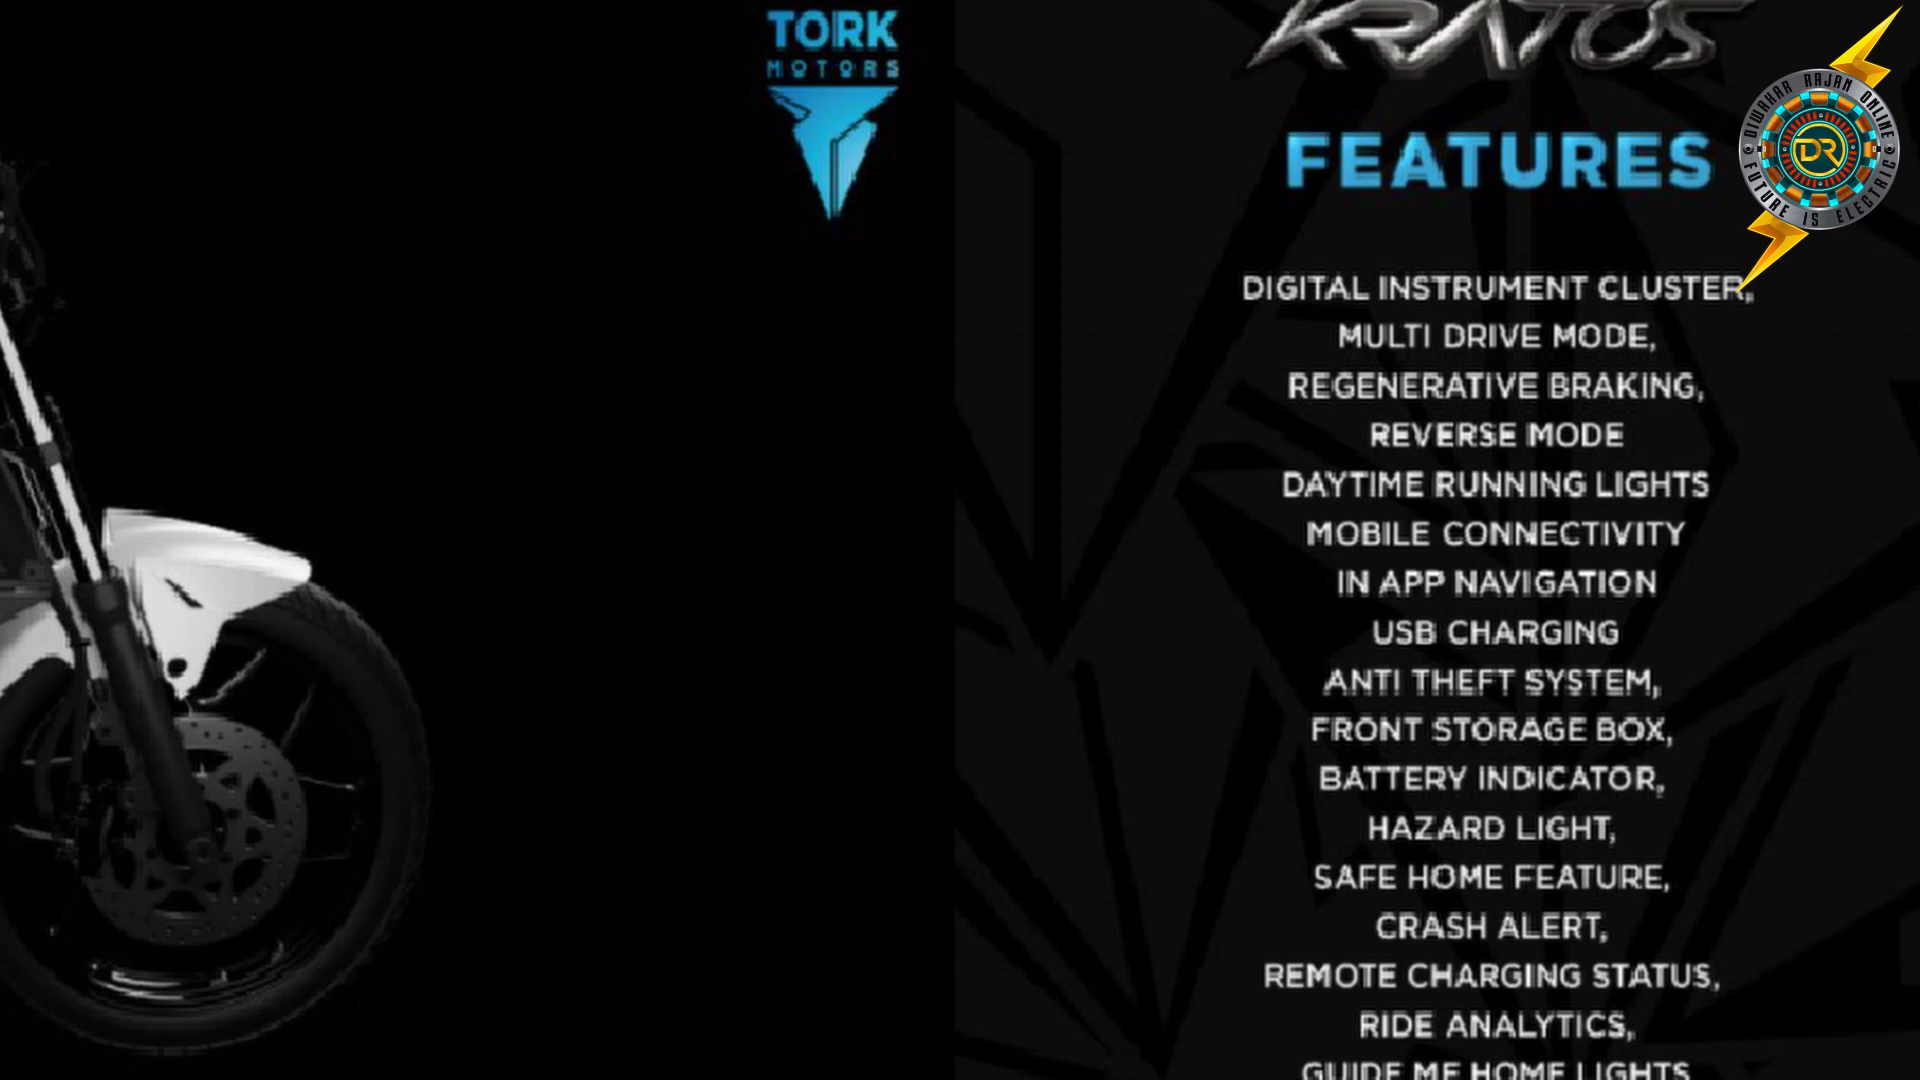 TORK
MOTORS
KRATOS
FEATURES
DIGITAL INSTRUMENT CLUSTER,
MULTI DRIVE MODE,
REGENERATIVE BRAKING,
REVERSE MODE
DAYTIME RUNNING LIGHTS
MOBILE CONNECTIVITY
IN APP NAVIGATION
USB CHARGING
ANTI THEFT SYSTEM,
FRONT STORAGE BOX,
BATTERY INDICATOR,
HAZARD LIGHT,
SAFE HOME FEATURE,
CRASH ALERT,
REMOTE CHARGING STATUS,
RIDE ANALYTICS,
GUIDE ME HOME LIGHTS
DIWAKAR RAJAN ONLINE
DR
FUTURE IS ELECTRIC